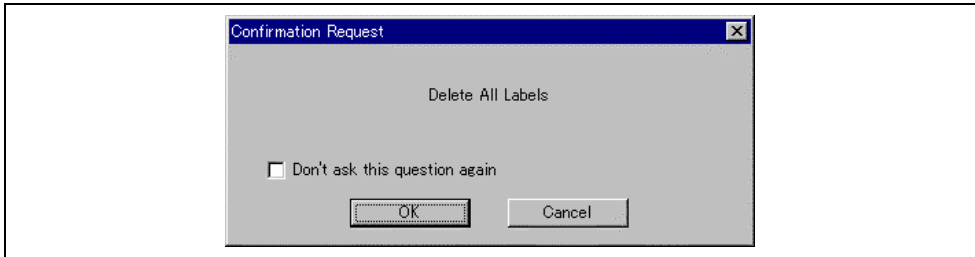 Confirmation Request
Delete All Labels
Don't ask this question again
OK Cancel